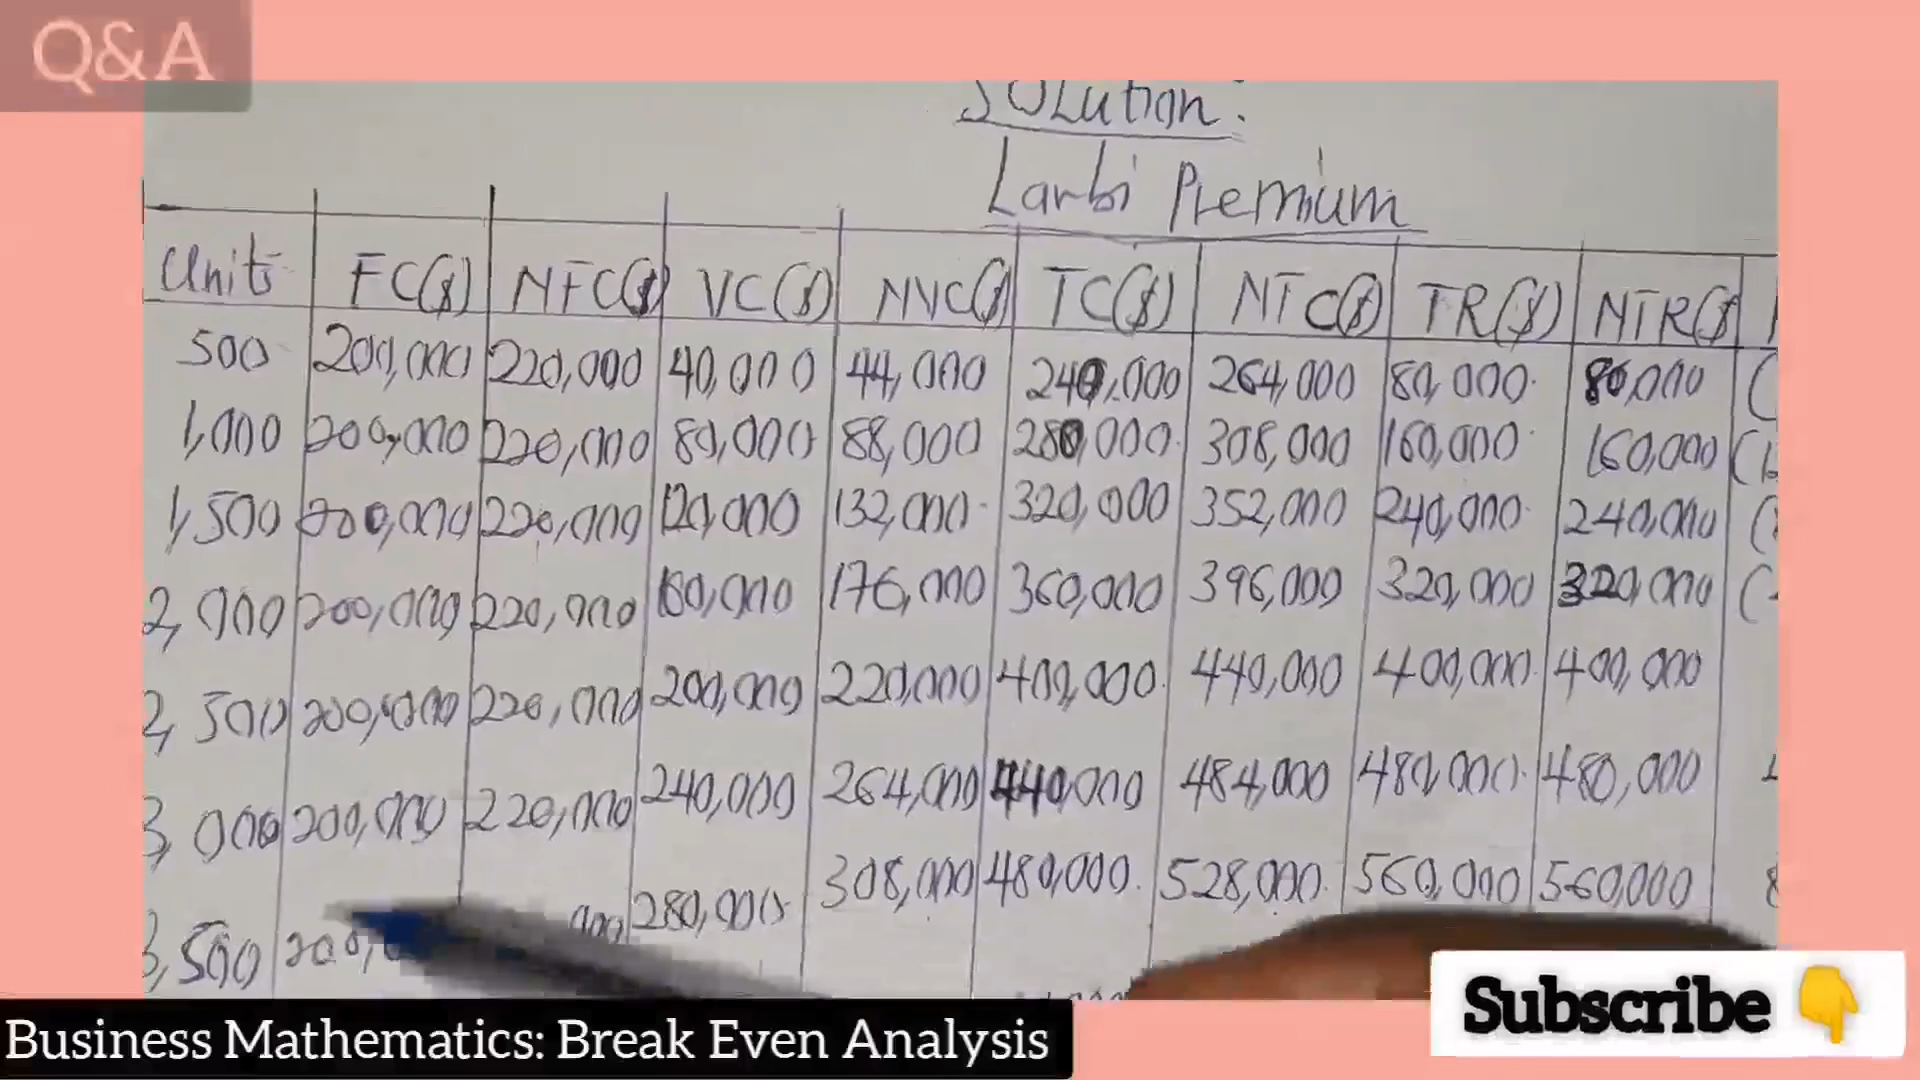 Q&A
Solution:
Larbi Premium
Units FC($) NFC($) VC($) NVC($) TC($) NTC($) TR($) NTR($)
500 200,000 220,000 40,000 44,000 240,000 264,000 80,000 80,000 (
1,000 200,000 220,000 80,000 88,000 280,000 308,000 160,000 160,000 (
1,500 200,000 220,000 120,000 132,000 320,000 352,000 240,000 240,000 (
2,000 200,000 220,000 160,000 176,000 360,000 396,000 320,000 320,000 (
2,500 200,000 220,000 200,000 220,000 400,000 440,000 400,000 400,000
3,000 200,000 220,000 240,000 264,000 440,000 484,000 480,000 480,000
3,500 200, 000 280,000 308,000 480,000 528,000 560,000 560,000
Business Mathematics: Break Even Analysis
Subscribe